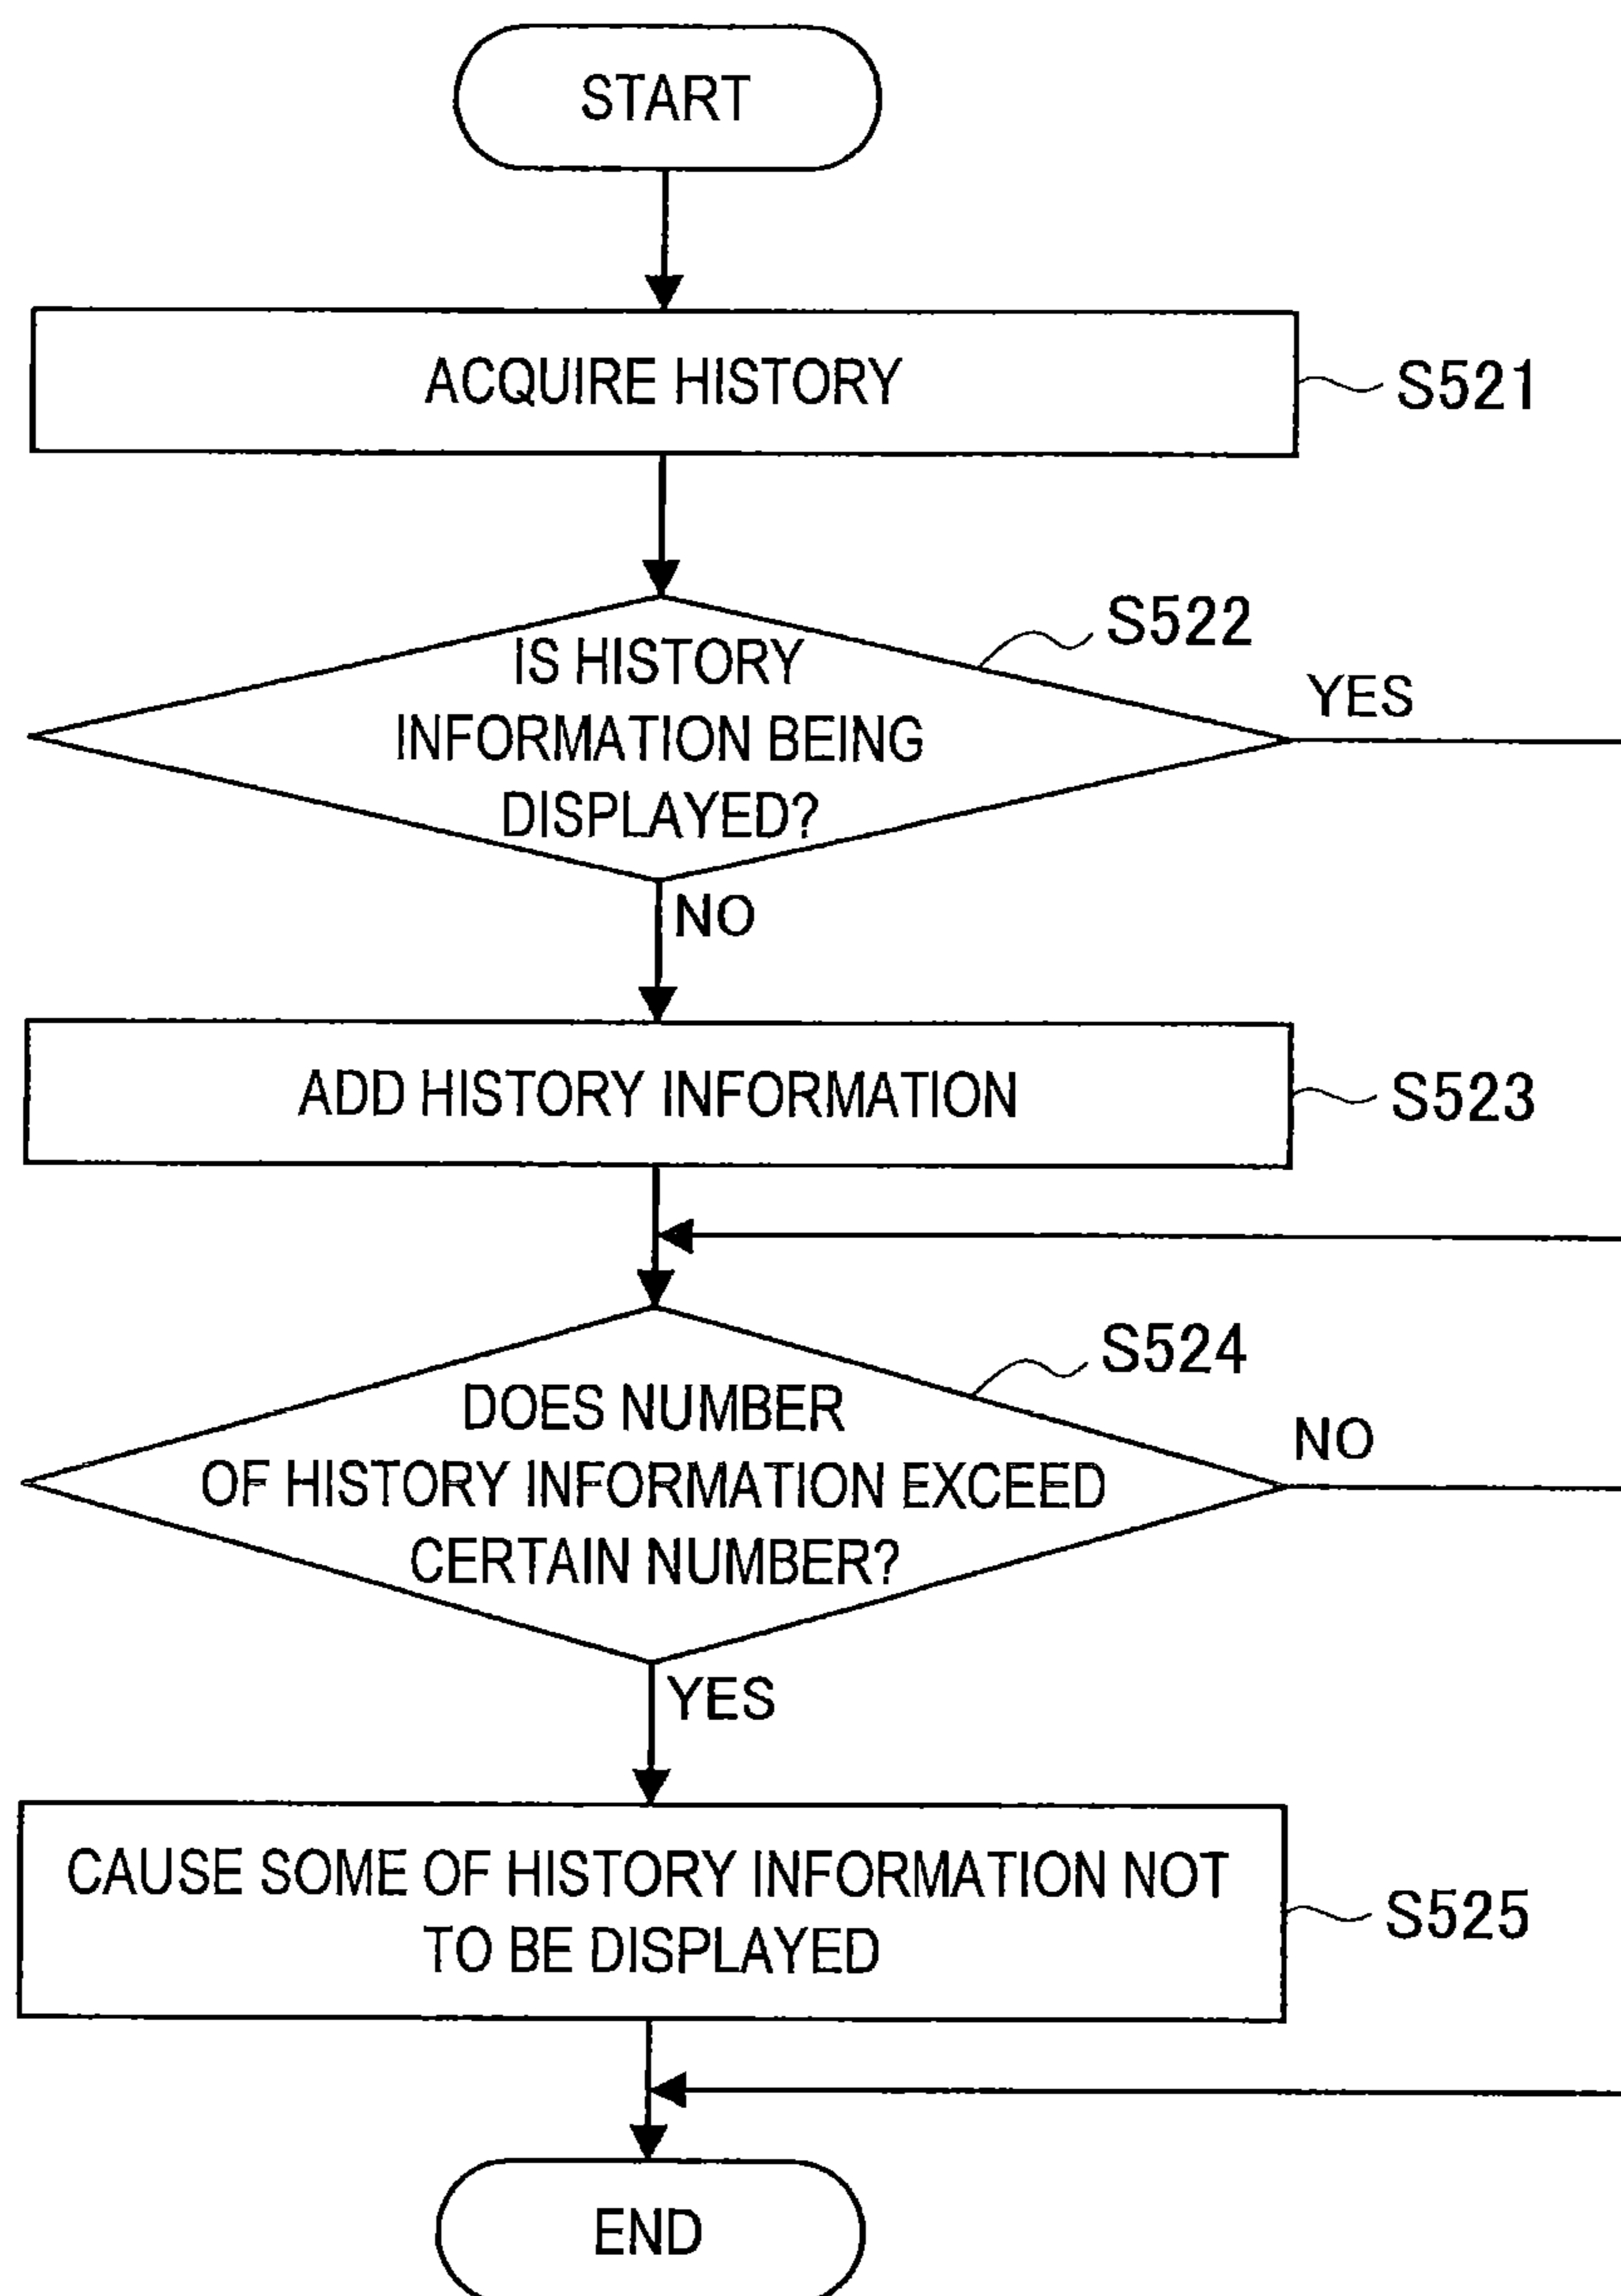 START
ACQUIRE HISTORY
S521
S522
IS HISTORY
INFORMATION BEING
DISPLAYED?
YES
NO
ADD HISTORY INFORMATION
S523
S524
DOES NUMBER
OF HISTORY INFORMATION EXCEED
CERTAIN NUMBER?
NO
YES
CAUSE SOME OF HISTORY INFORMATION NOT
TO BE DISPLAYED
S525
END